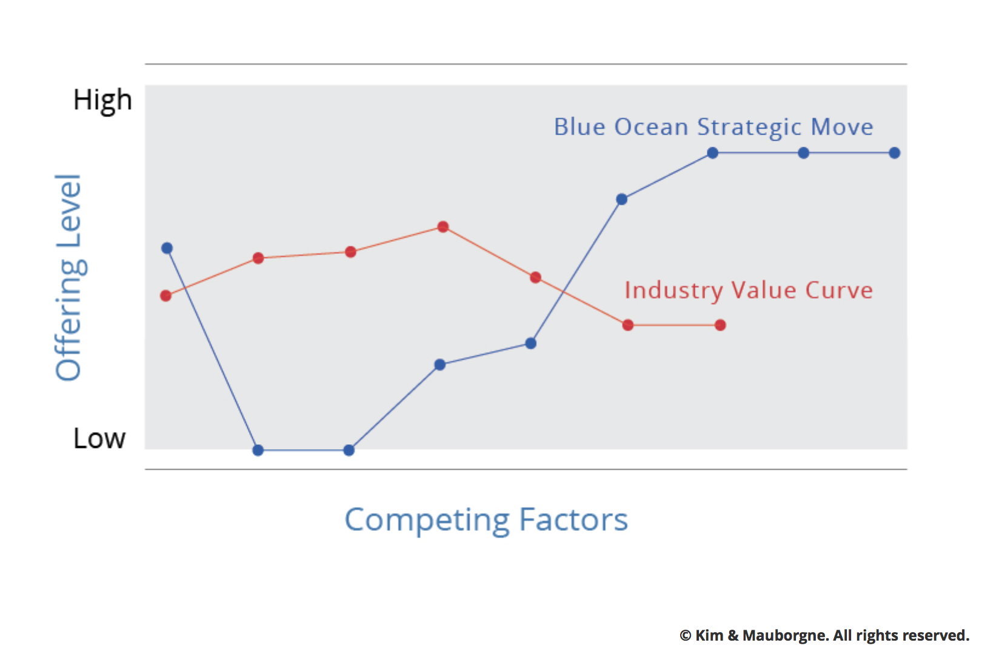 High
Blue Ocean Strategic Move
Offering Level
Industry Value Curve
Low
Competing Factors
© Kim & Mauborgne. All rights reserved.